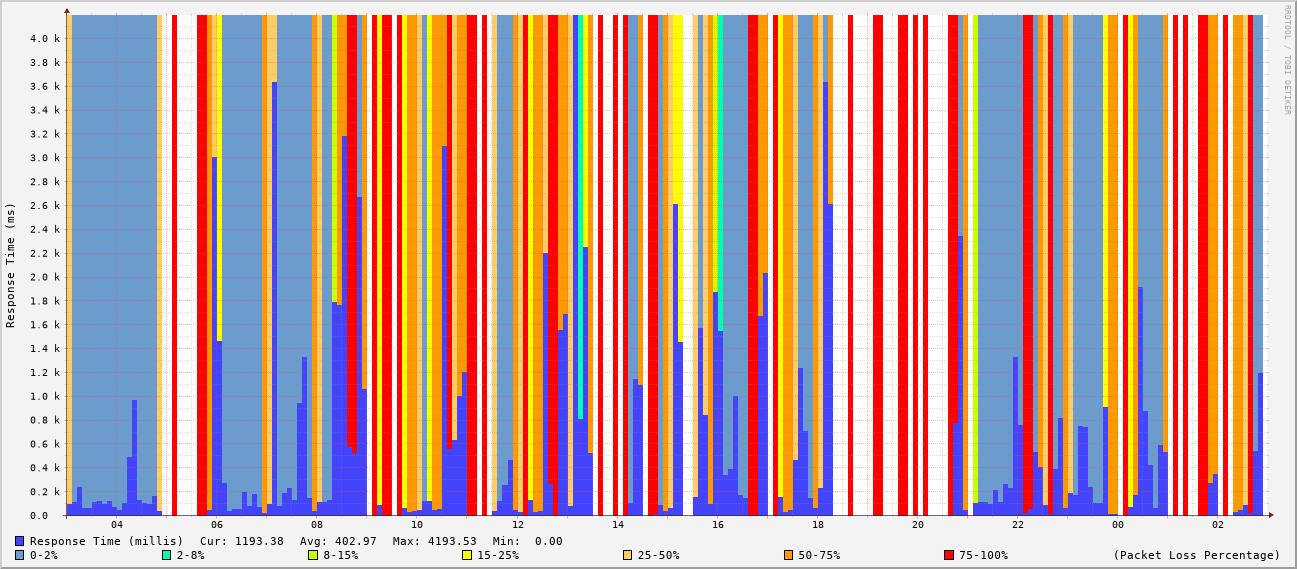 RRDTOOL / TOBI OETIKER
Response Time (ms)
4.0 k
3.8 k
3.6 k
3.4 k
3.2 k
3.0 k
2.8 k
2.6 k
2.4 k
2.2 k
2.0 k
1.8 k
1.6 k
1.4 k
1.2 k
1.0 k
0.8 k
0.6 k
0.4 k
0.2 k
0.0
04 06 08 10 12 14 16 18 20 22 00 02
Response Time (millis) Cur: 1193.38 Avg: 402.97 Max: 4193.53 Min: 0.00
0-2% 2-8% 8-15% 15-25% 25-50% 50-75% 75-100% (Packet Loss Percentage)